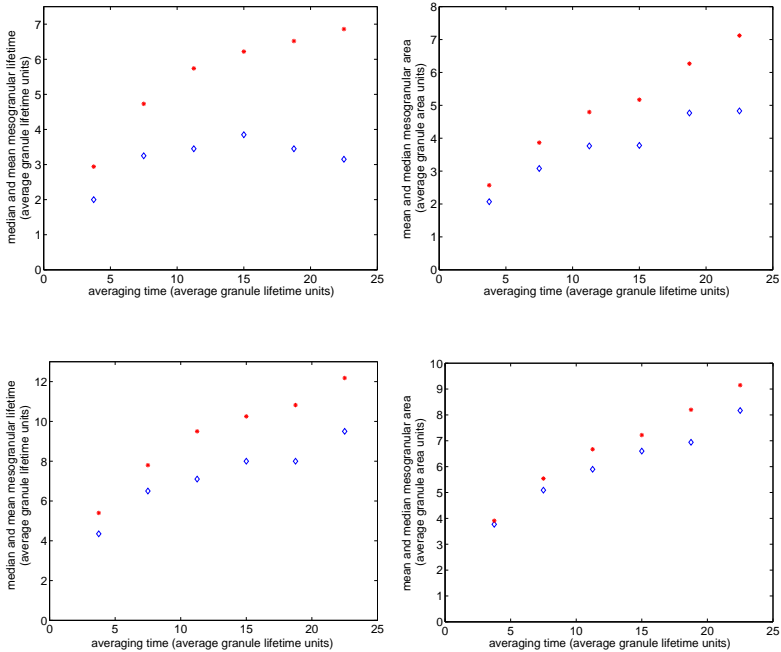 median and mean mesogranular lifetime
(average granule lifetime units)
7
6
5
4
3
2
1
0
0 5 10 15 20 25
averaging time (average granule lifetime units)
mean and median mesogranular area
(average granule area units)
8
7
6
5
4
3
2
1
0
0 5 10 15 20 25
averaging time (average granule lifetime units)
median and mean mesogranular lifetime
(average granule lifetime units)
12
10
8
6
4
2
0
0 5 10 15 20 25
averaging time (average granule lifetime units)
mean and median mesogranular area
(average granule area units)
10
9
8
7
6
5
4
3
2
1
0
0 5 10 15 20 25
averaging time (average granule lifetime units)